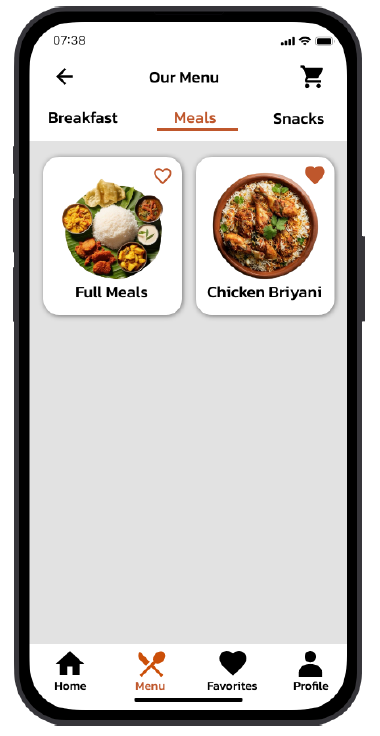 07:38
Our Menu
Breakfast Meals Snacks
Full Meals Chicken Briyani
Home Menu Favorites Profile